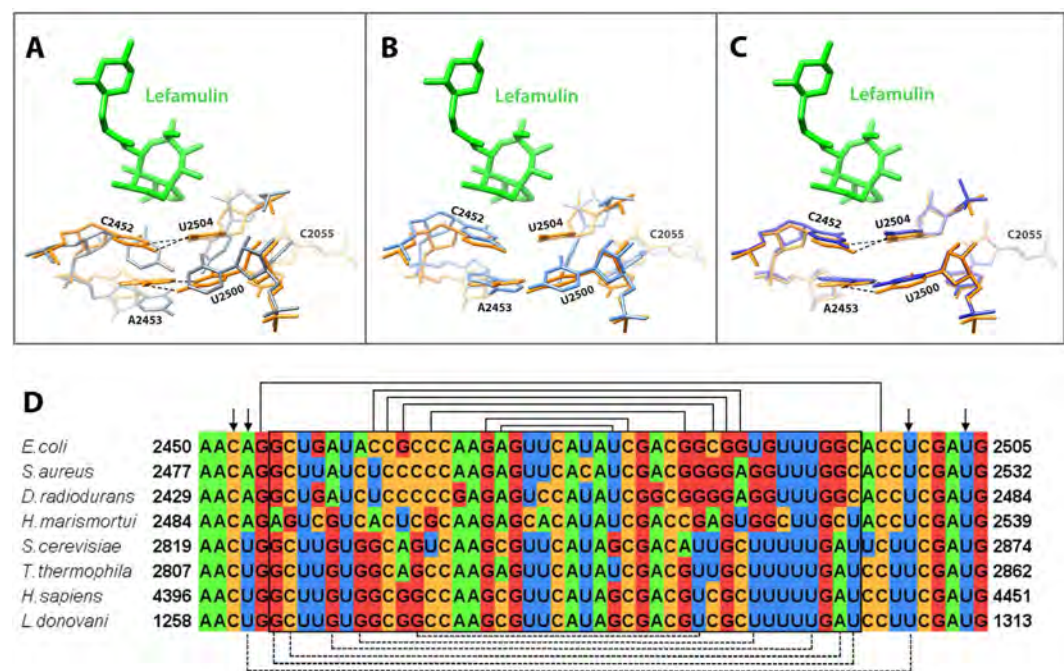 A
B
C
Lefamulin
Lefamulin
Lefamulin
C2452
U2504
C2055
A2453
U2500
C2452
U2504
C2055
A2453
U2500
C2452
U2504
C2055
A2453
U2500
D
E.coli 2450 AACAGGCUGAUACCGCCCAAGAGUUCAUAUCGACGGCGGUGUUUGGCACCUCGAUG 2505
S.aureus 2477 AACAGGCUUAUCUCCCCCAAGAGUUCACAUCGACGGGGAGGUUUGGCACCUCGAUG 2532
D.radiodurans 2429 AACAGGCUGAUCUCCCCCGAGAGUCCAUAUCGGCGGGGAGGUUUGGCACCUCGAUG 2484
H.marismortui 2484 AACAGAGUCGUCACUCGCAAGAGCACAUAUCGACCGAGUGGCUUGCUACCUCGAUG 2539
S.cerevisiae 2819 AACUGGCUUGUGGCAGUCAAGCGUUCAUAGCGACAUUGCUUUUUGAUUCUUCGAUG 2874
T.thermophila 2807 AACUGGCUUGUGGCAGCCAAGAGUUCAUAUCGACGUUGCUUUUUGAUCCUUCGAUG 2862
H.sapiens 4396 AACUGGCUUGUGGCGGCCAAGCGUUCAUAGCGACGUCGCUUUUUGAUCCUUCGAUG 4451
L.donovani 1258 AACUGGCUUGUGGCGGCCAAGCGUUCAUAGCGACGUCGCUUUUUGAUCCUUCGAUG 1313